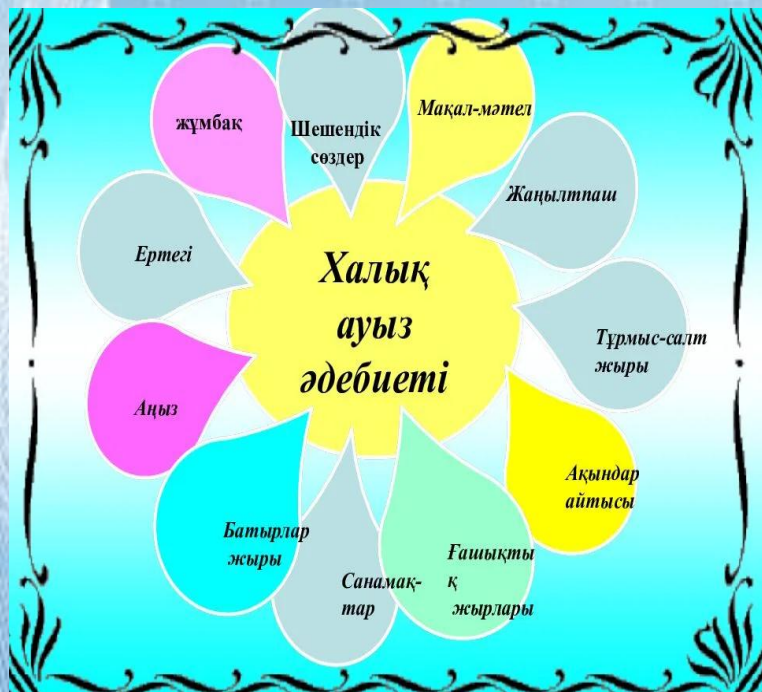 Халық
ауыз
әдебиеті
жұмбақ
Шешендік
сөздер
Мақал-мәтел
Жаңылтпаш
Тұрмыс-салт
жыры
Ақындар
айтысы
Ғашықты
қ
жырлары
Санамақ-
тар
Батырлар
жыры
Аңыз
Ертегі